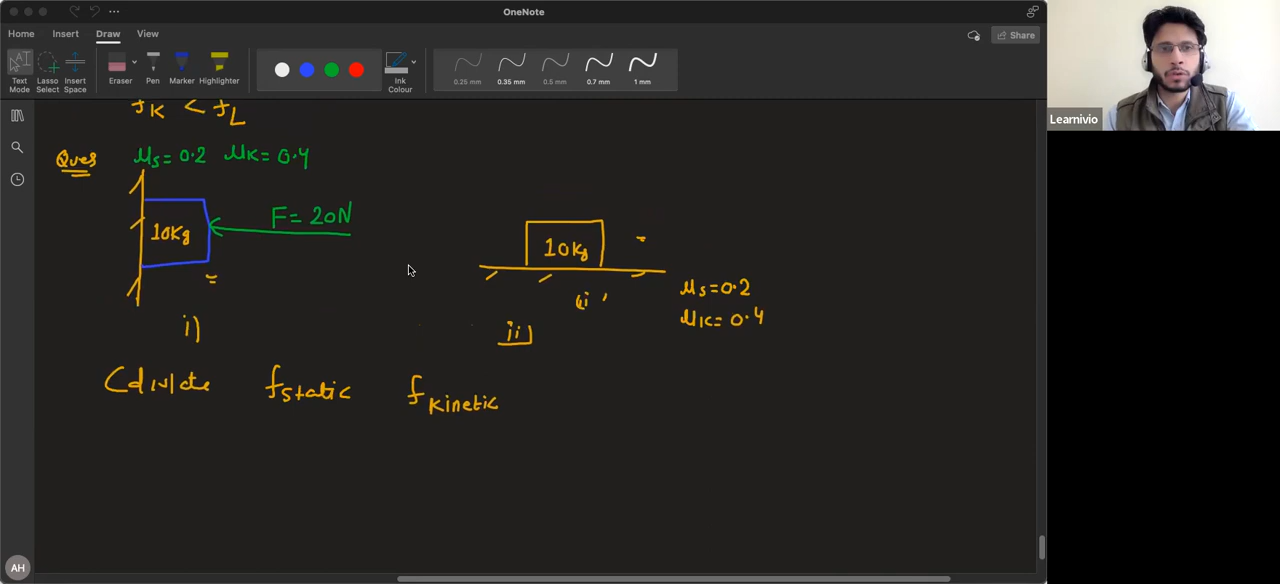 OneNote
Home Insert Draw View
Share
Text Mode
Lasso Select
Insert Space
Eraser
Pen
Marker
Highlighter
Ink Colour
0.25 mm
0.35 mm
0.5 mm
0.7 mm
1 mm
Learnivio
fK < fL
Ques μs = 0.2 μK = 0.4
F = 20N
10Kg
10Kg
μs = 0.2
μK = 0.4
i)
ii)
fStatic fKinetic
AH